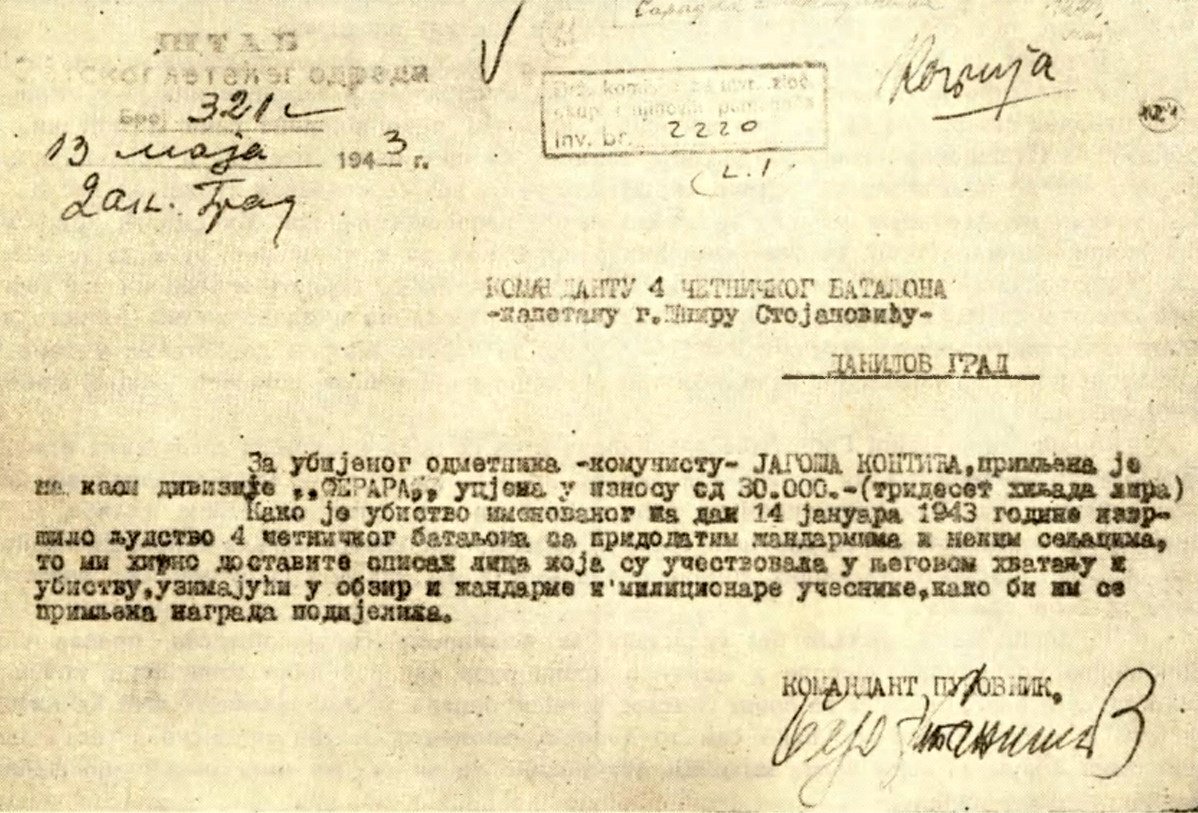 ШТАБ
Број 321
13 маја 1943 г.
Дан. Град
inv. br. 2220
КОМАНДАНТУ 4 ЧЕТНИЧКОГ БАТАЉОНА
-капетану г. Шпиру Стојановићу-
ДАНИЛОВ ГРАД
За убијеног одметника -комунисту- ЈАГОША КОНТИЋА, примљена је
на каси дивизије ,,ФЕРАРА,, уцјена у износу од 30.000.-(тридесет хиљада лира)
Како је убиство именованог на дан 14 јануара 1943 године извр-
шило људство 4 четничког батаљона са придодатим жандармима и неким сељацима,
то ми хитно доставите списак лица која су учествовала у његовом хватању и
убиству, узимајући у обзир и жандарме и милиционаре учеснике, како би им се
примљена награда подијелила.
КОМАНДАНТ ПУКОВНИК,